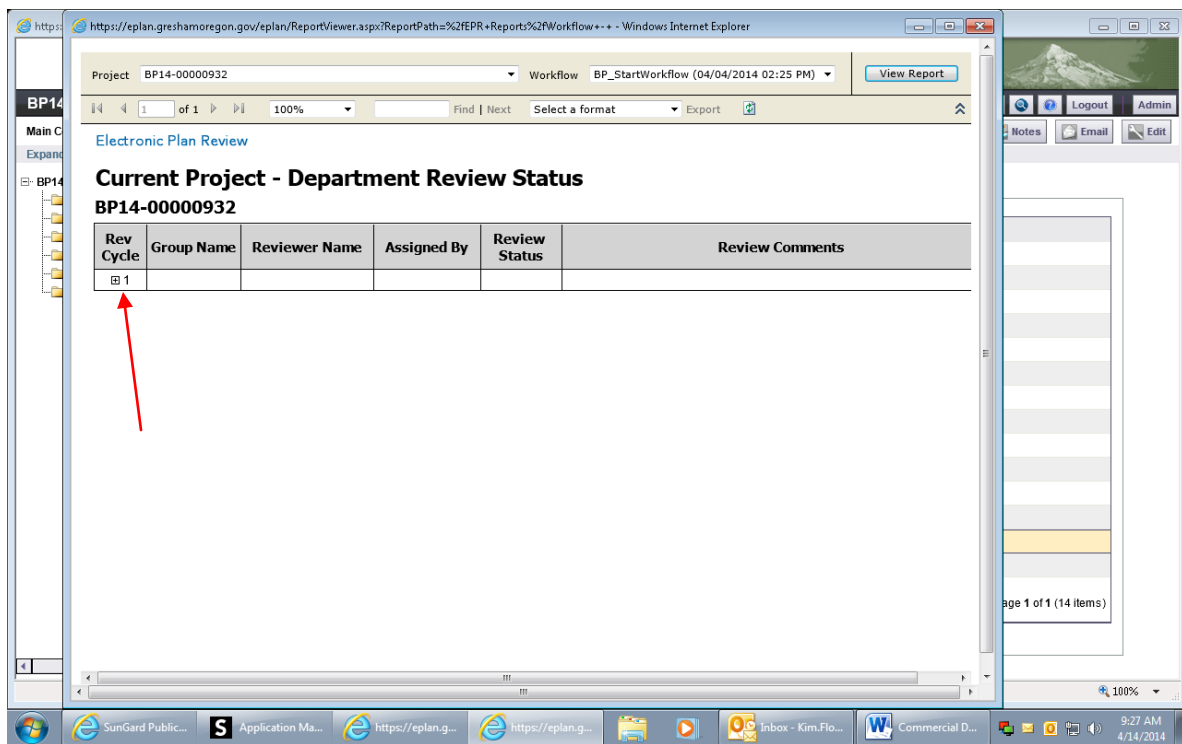 https:
https://eplan.greshamoregon.gov/eplan/ReportViewer.aspx?ReportPath=%2fEPR+Reports%2fWorkflow+-+ - Windows Internet Explorer
Project BP14-00000932 Workflow BP_StartWorkflow (04/04/2014 02:25 PM) View Report
1 of 1 100% Find | Next Select a format Export
BP14 Logout Admin
Main C Notes Email Edit
Expand
BP14
Electronic Plan Review
Current Project - Department Review Status
BP14-00000932
Rev Cycle Group Name Reviewer Name Assigned By Review Status Review Comments
1
age 1 of 1 (14 items)
100%
SunGard Public... S Application Ma... https://eplan.g... https://eplan.g... Inbox - Kim.Flo... W Commercial D... 9:27 AM
4/14/2014